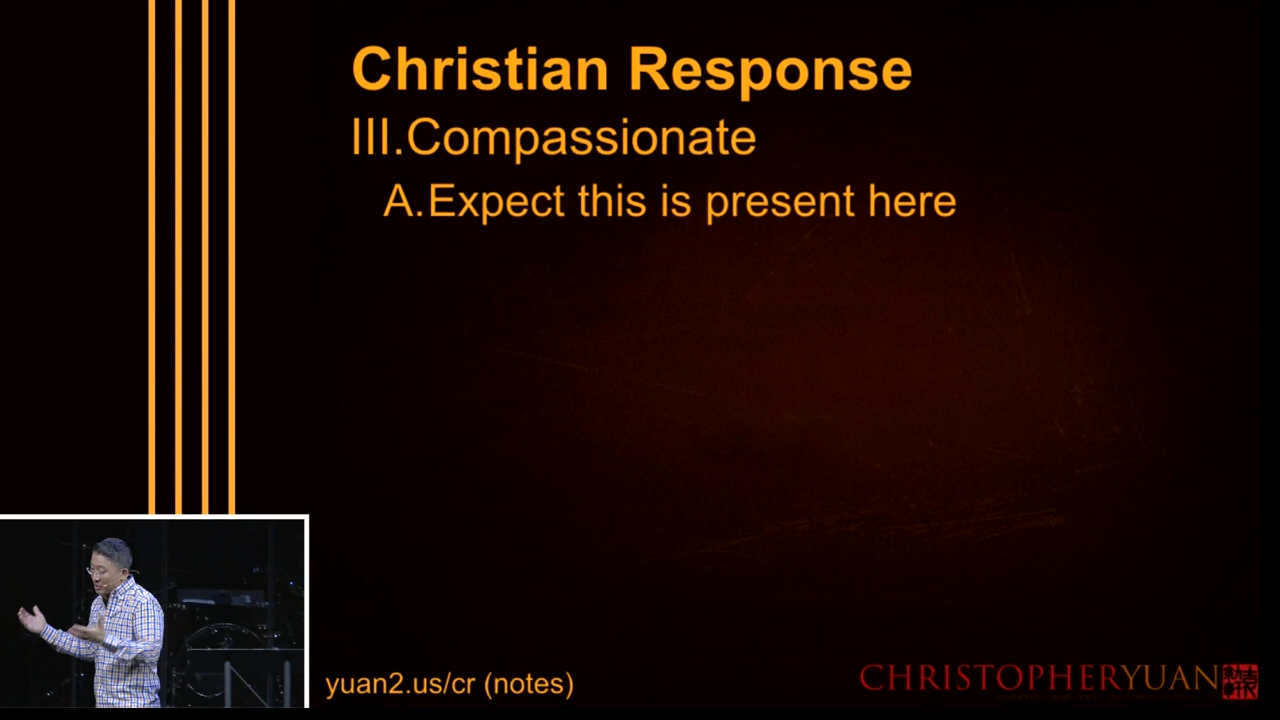 Christian Response
III.Compassionate
A.Expect this is present here
yuan2.us/cr (notes)
CHRISTOPHERYUAN